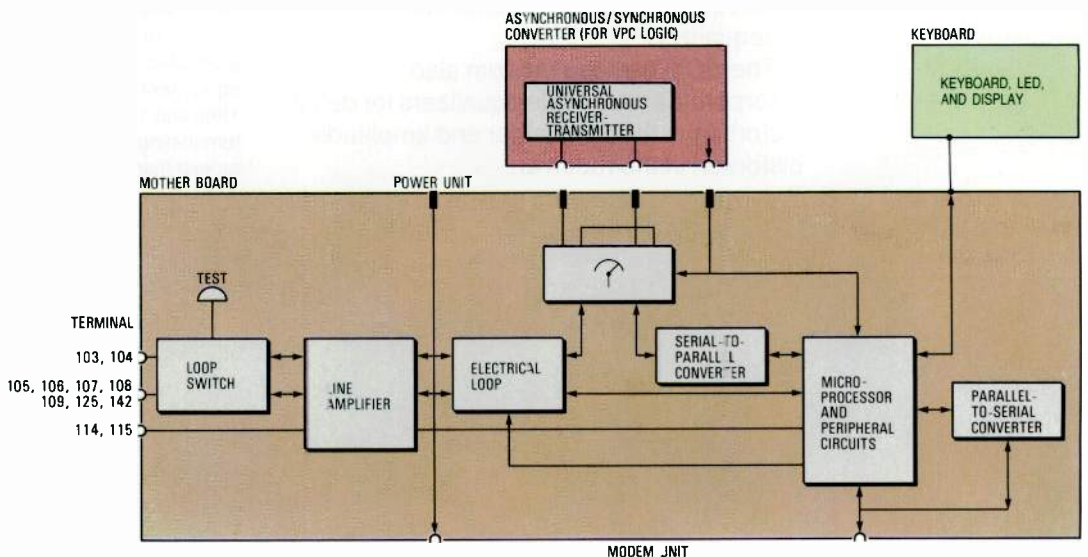 ASYNCHRONOUS/SYNCHRONOUS
CONVERTER (FOR VPC LOGIC)
KEYBOARD
UNIVERSAL
ASYNCHRONOUS
RECEIVER-
TRANSMITTER
KEYBOARD, LED,
AND DISPLAY
MOTHER BOARD
POWER UNIT
TEST
TERMINAL
103, 104
105, 106, 107, 108
109, 125, 142
114, 115
LOOP
SWITCH
LINE
AMPLIFIER
ELECTRICAL
LOOP
SERIAL-TO-
PARALLEL
CONVERTER
MICRO-
PROCESSOR
AND
PERIPHERAL
CIRCUITS
PARALLEL-
TO-SERIAL
CONVERTER
MODEM UNIT